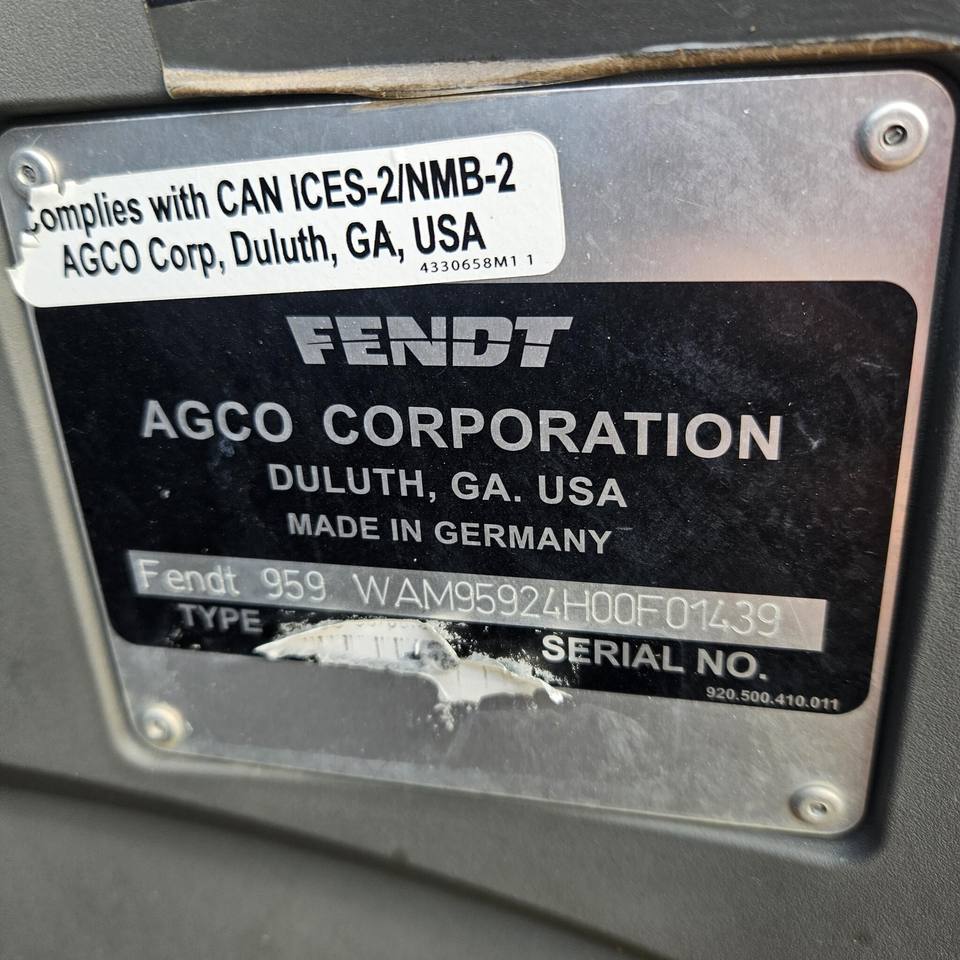 Complies with CAN ICES-2/NMB-2
AGCO Corp, Duluth, GA, USA
4330658M1 1
FENDT
AGCO CORPORATION
DULUTH, GA. USA
MADE IN GERMANY
Fendt 959 WAM95924H00F01439
TYPE
SERIAL NO.
920.500.410.011